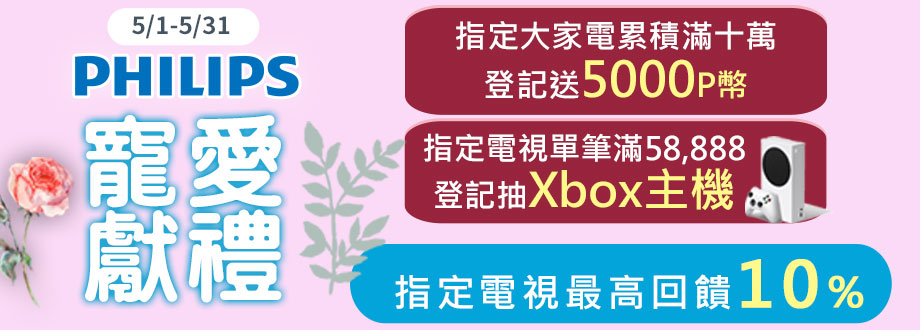 5/1-5/31
PHILIPS
寵愛
獻禮
指定大家電累積滿十萬
登記送5000P幣
指定電視單筆滿58,888
登記抽Xbox主機
指定電視最高回饋10%